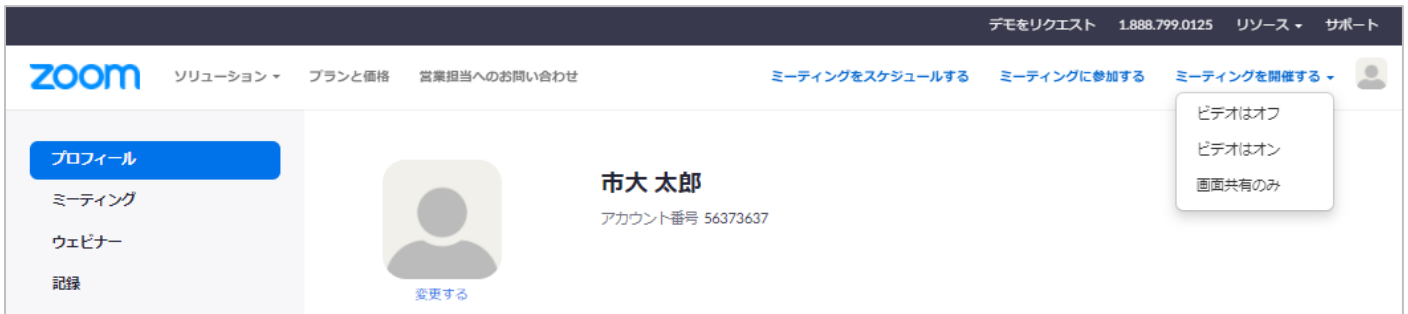 デモをリクエスト 1.888.799.0125 リソース サポート
zoom ソリューション プランと価格 営業担当へのお問い合わせ ミーティングをスケジュールする ミーティングに参加する ミーティングを開催する
ビデオはオフ
ビデオはオン
画面共有のみ
プロフィール
ミーティング
ウェビナー
記録
市大 太郎
アカウント番号 56373637
変更する